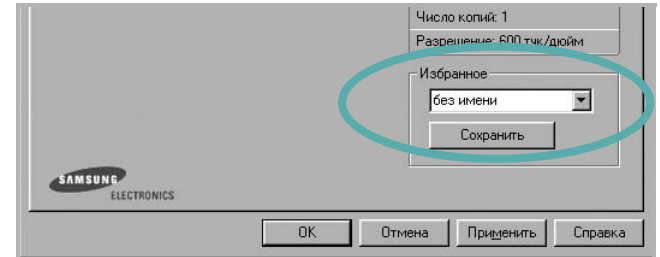 Число копий: 1
Разрешение: 600 тчк/дюйм
Избранное
без имени
Сохранить
SAMSUNG
ELECTRONICS
OK Отмена Применить Справка